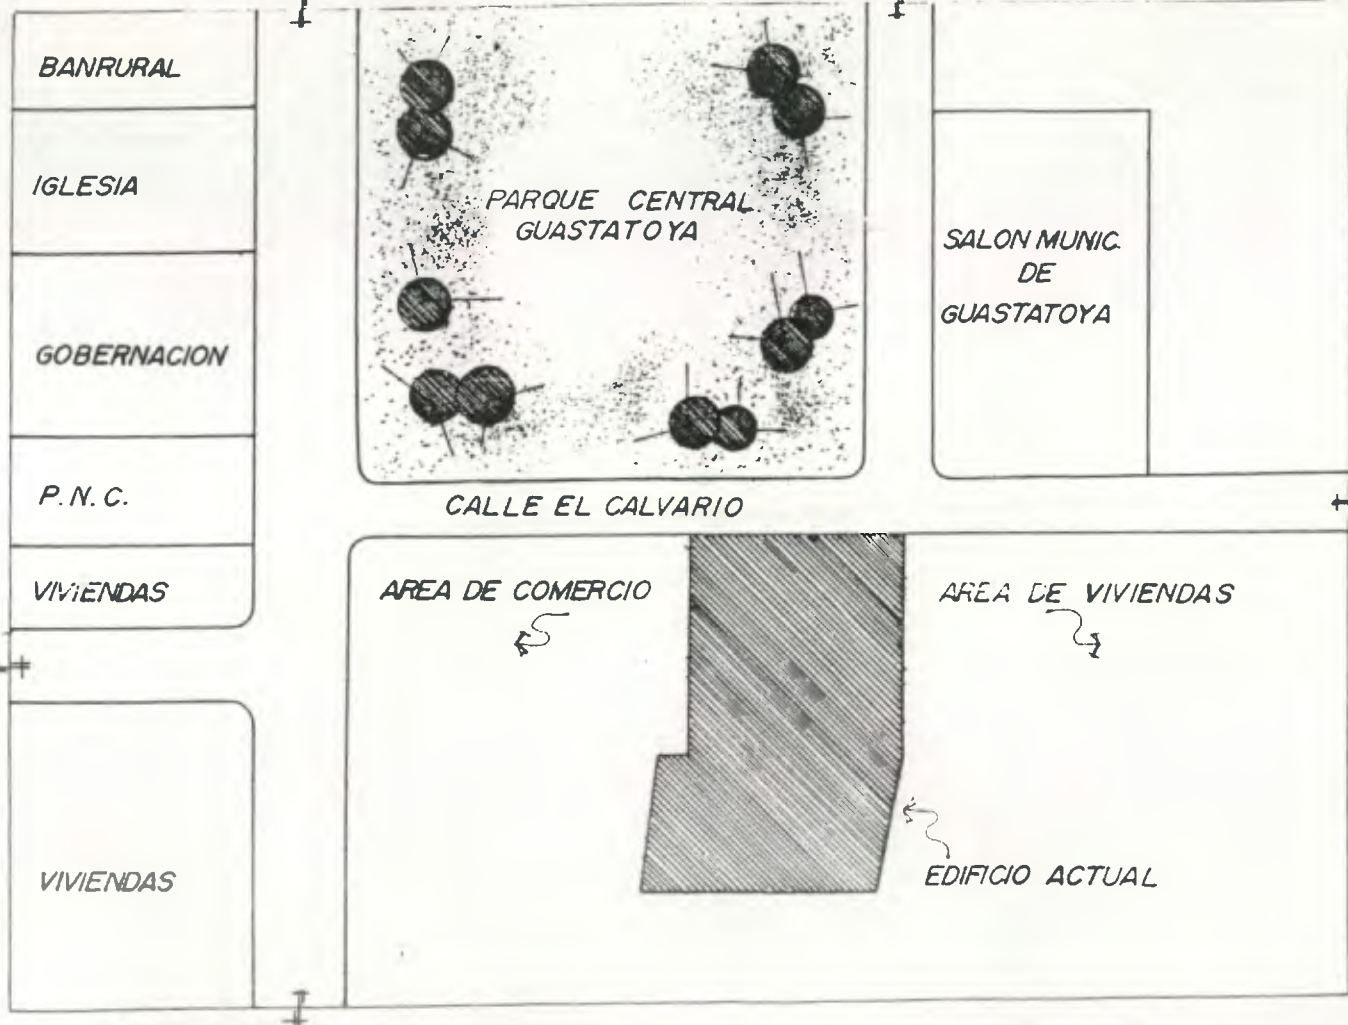 BANRURAL
IGLESIA
GOBERNACION
P.N.C.
VIVIENDAS
VIVIENDAS
PARQUE CENTRAL
GUASTATOYA
SALON MUNIC.
DE
GUASTATOYA
CALLE EL CALVARIO
AREA DE COMERCIO
AREA DE VIVIENDAS
EDIFICIO ACTUAL